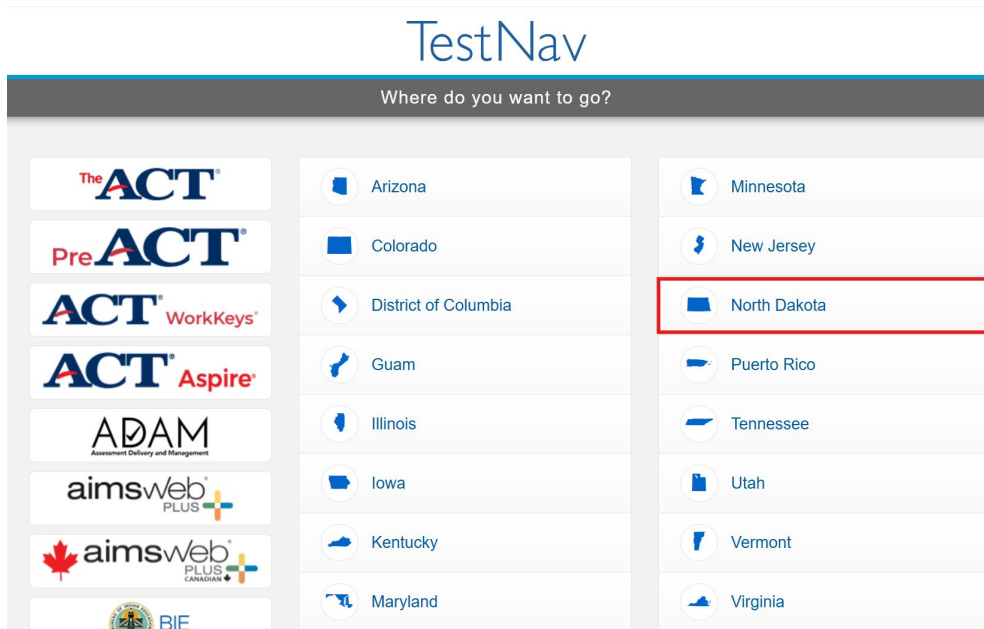 TestNav
Where do you want to go?
The ACT®
PreACT®
ACT® WorkKeys®
ACT® Aspire®
ADAM
Assessment Delivery and Management
aimsweb®
PLUS
aimsweb®
PLUS
CANADIAN
BIE
Arizona
Colorado
District of Columbia
Guam
Illinois
Iowa
Kentucky
Maryland
Minnesota
New Jersey
North Dakota
Puerto Rico
Tennessee
Utah
Vermont
Virginia